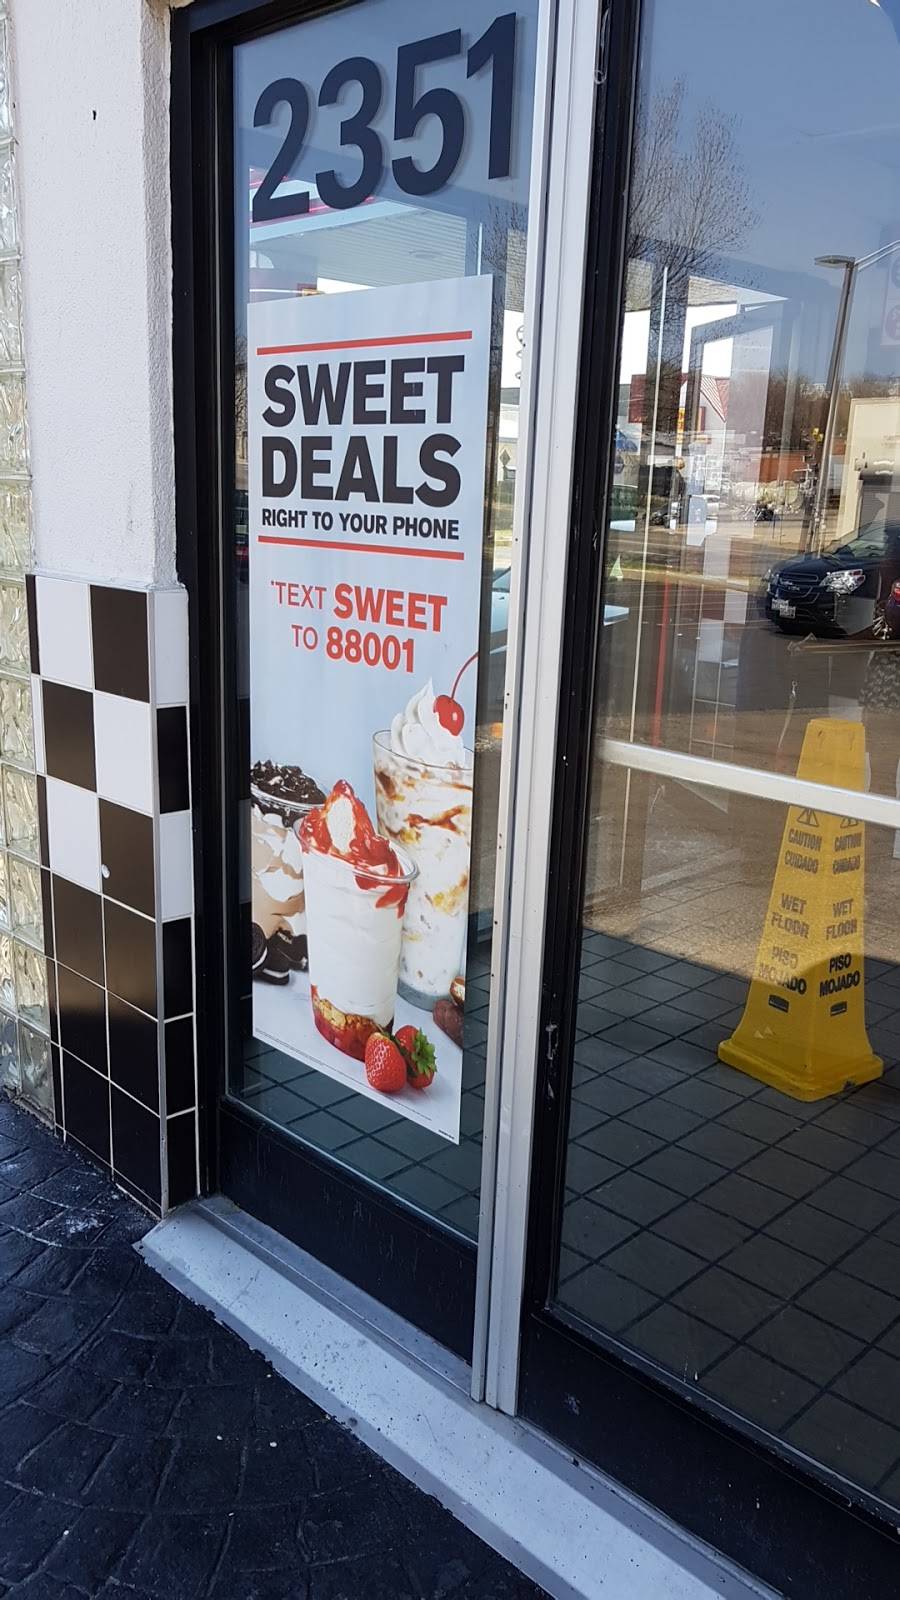 2351
SWEET
DEALS
RIGHT TO YOUR PHONE
*TEXT SWEET
TO 88001
CAUTION
CUIDADO
WET
FLOOR
PISO
MOJADO
CAUTION
CUIDADO
WET
FLOOR
PISO
MOJADO